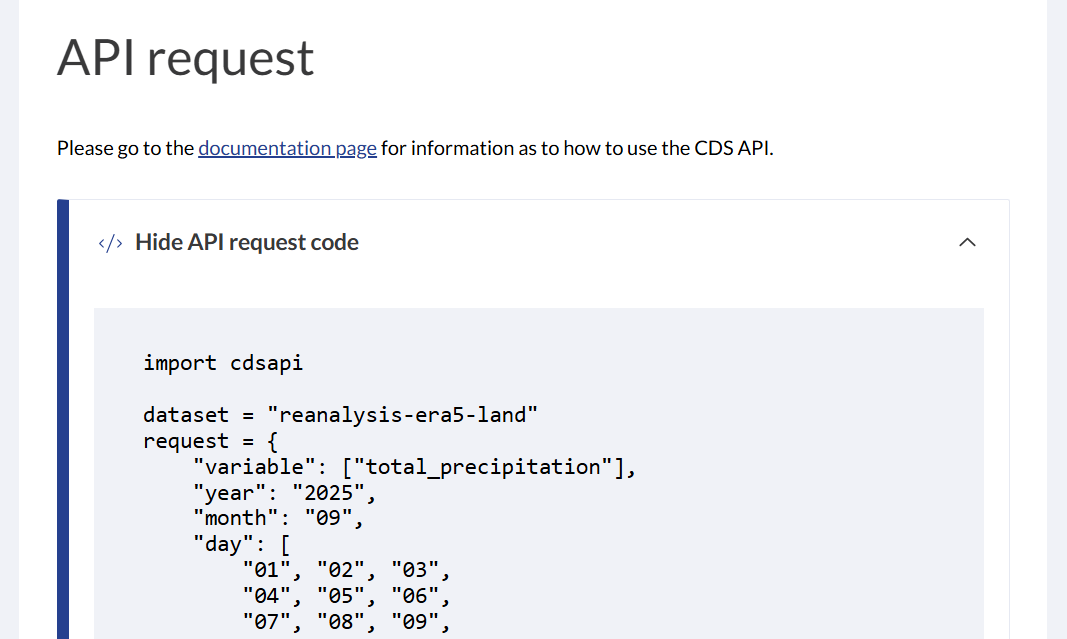 API request
Please go to the documentation page for information as to how to use the CDS API.
</> Hide API request code
import cdsapi
dataset = "reanalysis-era5-land"
request = {
    "variable": ["total_precipitation"],
    "year": "2025",
    "month": "09",
    "day": [
        "01", "02", "03",
        "04", "05", "06",
        "07", "08", "09",